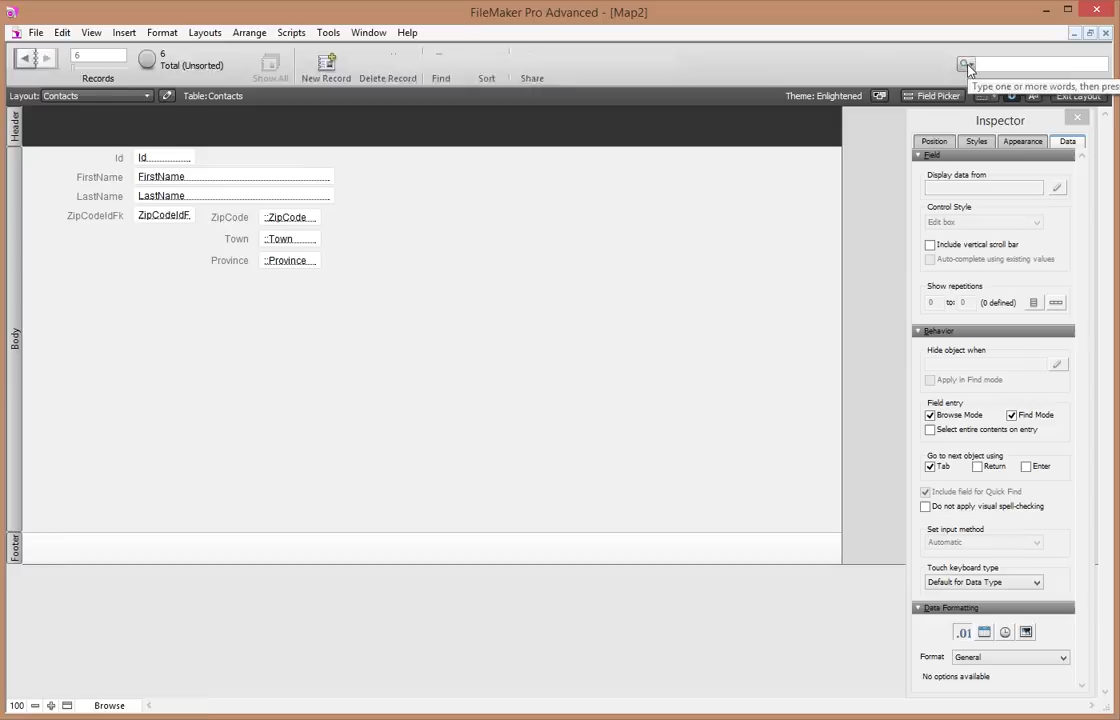 FileMaker Pro Advanced - [Map2]
File Edit View Insert Format Layouts Arrange Scripts Tools Window Help
6
6
Total (Unsorted)
Records
Show All
New Record
Delete Record
Find
Sort
Share
Type one or more words, then pres
Layout: Contacts
Table: Contacts
Theme: Enlightened
Field Picker
Exit Layout
Header
Body
Footer
Id Id
FirstName FirstName
LastName LastName
ZipCodeIdFk ZipCodeIdF
ZipCode ::ZipCode
Town ::Town
Province ::Province
Inspector
Position Styles Appearance Data
Field
Display data from
Control Style
Edit box
Include vertical scroll bar
Auto-complete using existing values
Show repetitions
0 to: 0 (0 defined)
Behavior
Hide object when
Apply in Find mode
Field entry
Browse Mode Find Mode
Select entire contents on entry
Go to next object using
Tab Return Enter
Include field for Quick Find
Do not apply visual spell-checking
Set input method
Automatic
Touch keyboard type
Default for Data Type
Data Formatting
.01
Format General
No options available
100 Browse